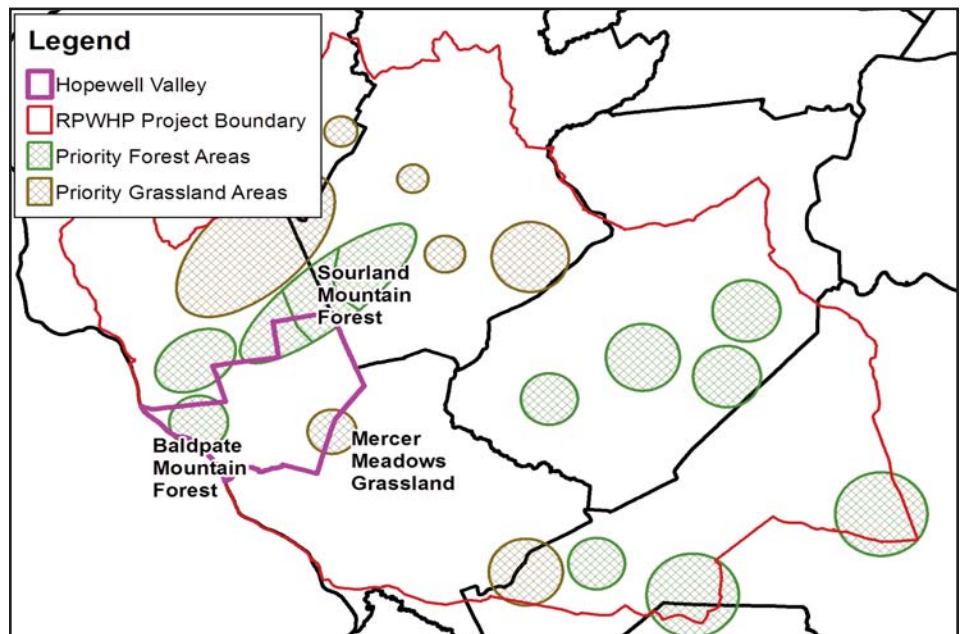 Legend
Hopewell Valley
RPWHP Project Boundary
Priority Forest Areas
Priority Grassland Areas
Sourland
Mountain
Forest
Baldpate
Mountain
Forest
Mercer
Meadows
Grassland